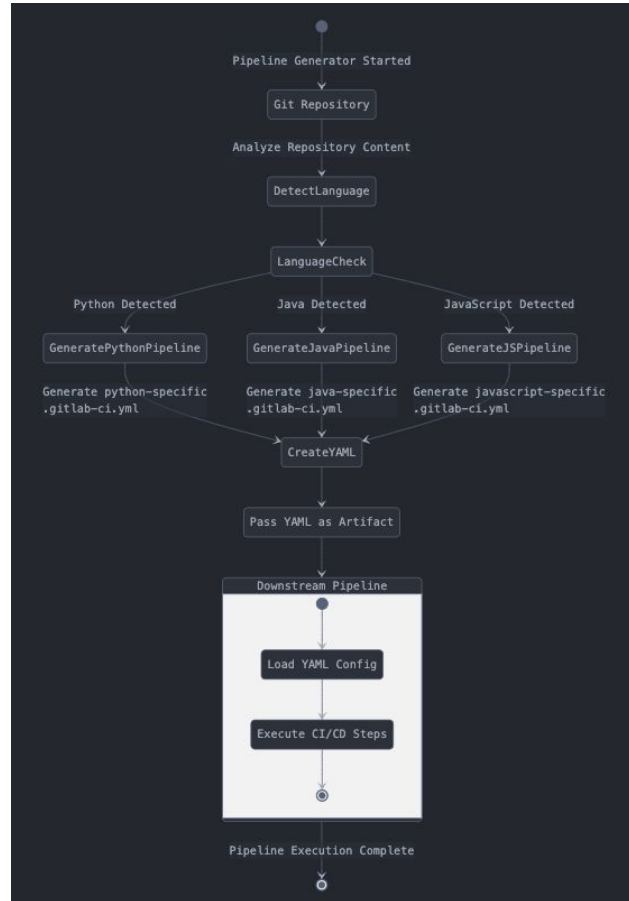 Pipeline Generator Started
Git Repository
Analyze Repository Content
DetectLanguage
LanguageCheck
Python Detected
Java Detected
JavaScript Detected
GeneratePythonPipeline
GenerateJavaPipeline
GenerateJSPipeline
Generate python-specific
.gitlab-ci.yml
Generate java-specific
.gitlab-ci.yml
Generate javascript-specific
.gitlab-ci.yml
CreateYAML
Pass YAML as Artifact
Downstream Pipeline
Load YAML Config
Execute CI/CD Steps
Pipeline Execution Complete